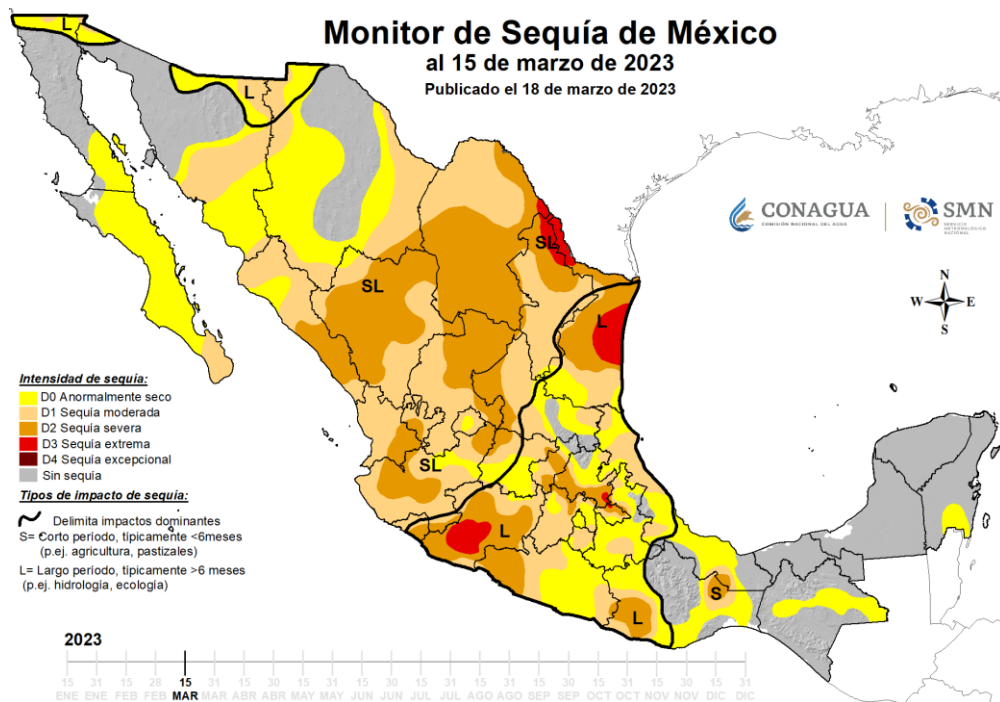 Monitor de Sequía de México
al 15 de marzo de 2023
Publicado el 18 de marzo de 2023
L
L
CONAGUA
COMISIÓN NACIONAL DEL AGUA
SMN
SERVICIO
METEOROLÓGICO
NACIONAL
SL
SL
N
W E
S
L
Intensidad de sequía:
D0 Anormalmente seco
D1 Sequía moderada
D2 Sequía severa
D3 Sequía extrema
D4 Sequía excepcional
Sin sequia
SL
L
L
S
L
Tipos de impacto de sequía:
Delimita impactos dominantes
S= Corto período, típicamente <6meses
(p.ej. agricultura, pastizales)
L= Largo período, típicamente >6 meses
(p.ej. hidrología, ecología)
2023
15 31 15 28 15 31 15 30 15 31 15 30 15 31 15 31 15 30 15 31 15 30 15 31
ENE ENE FEB FEB MAR MAR ABR ABR MAY MAY JUN JUN JUL JUL AGO AGO SEP SEP OCT OCT NOV NOV DIC DIC